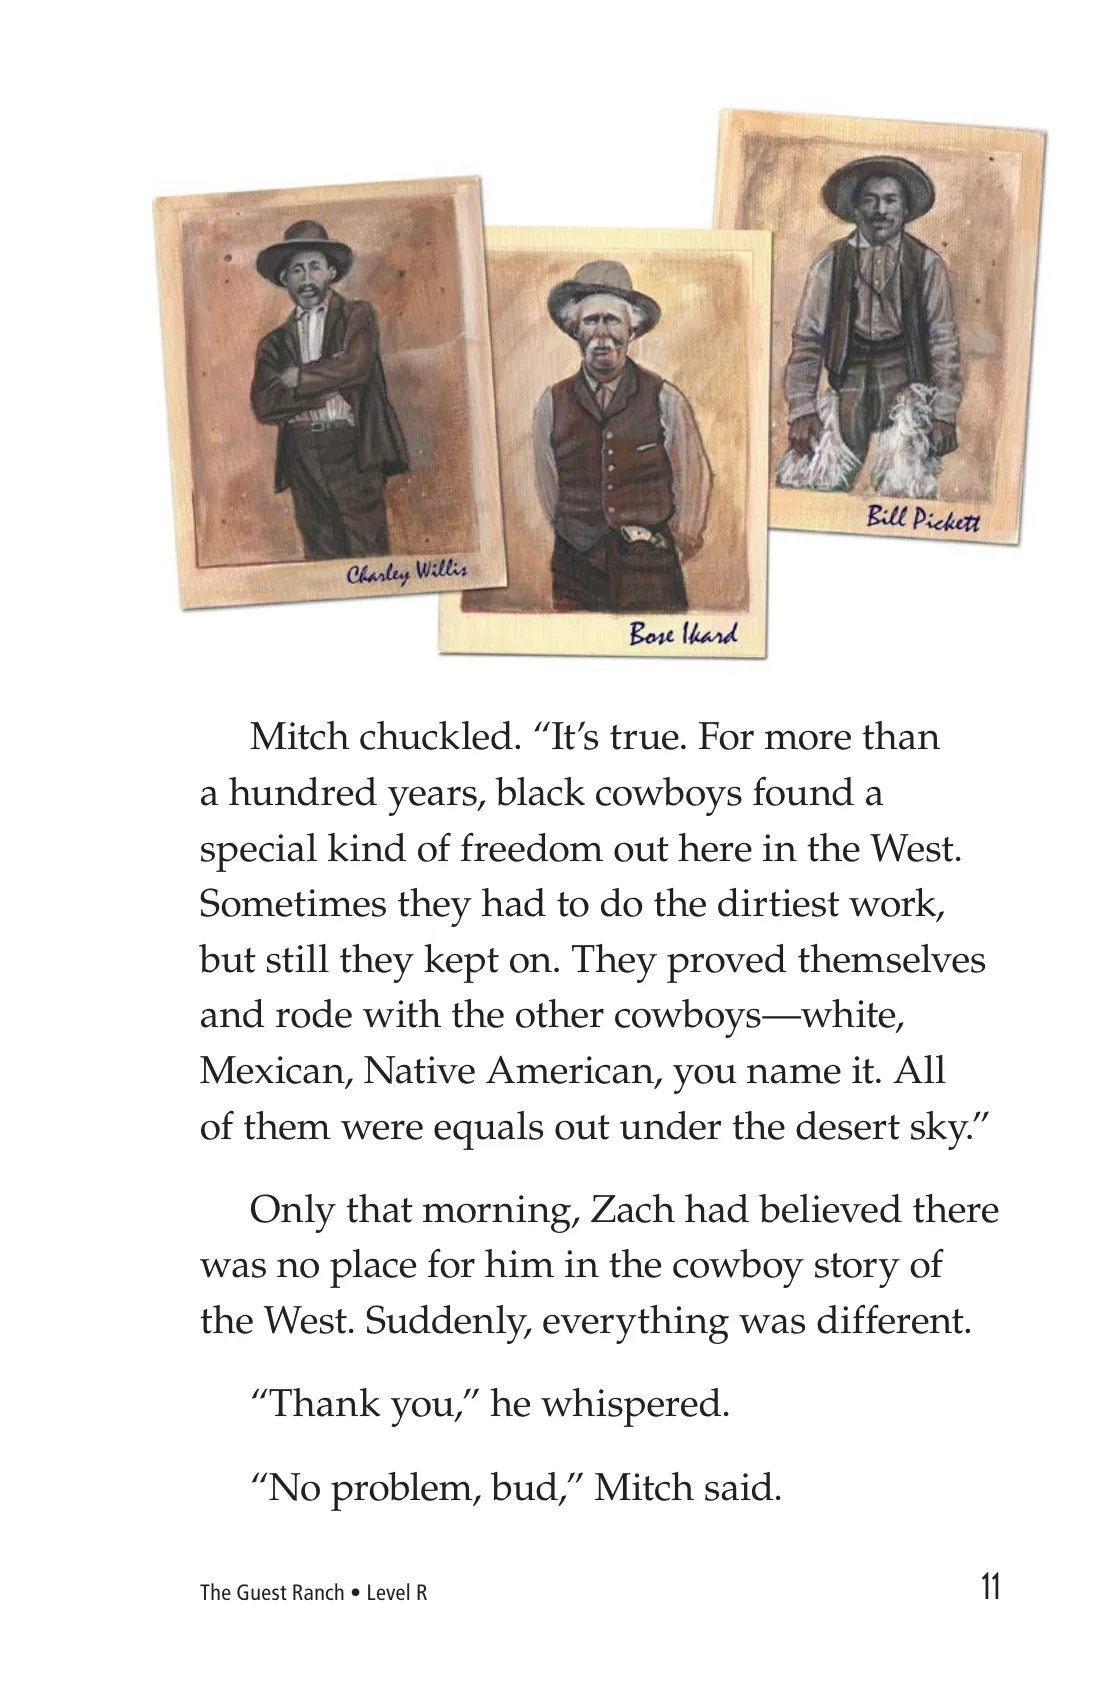 Charley Willis
Bose Ikard
Bill Pickett
Mitch chuckled. “It’s true. For more than
a hundred years, black cowboys found a
special kind of freedom out here in the West.
Sometimes they had to do the dirtiest work,
but still they kept on. They proved themselves
and rode with the other cowboys—white,
Mexican, Native American, you name it. All
of them were equals out under the desert sky.”
Only that morning, Zach had believed there
was no place for him in the cowboy story of
the West. Suddenly, everything was different.
“Thank you,” he whispered.
“No problem, bud,” Mitch said.
The Guest Ranch • Level R 11